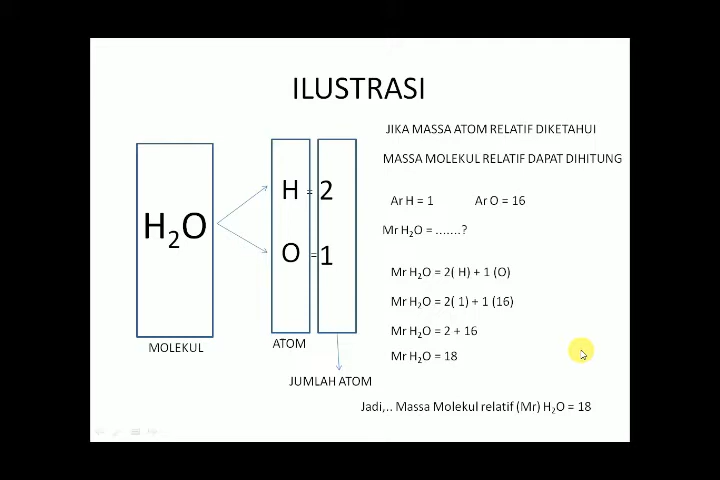 ILUSTRASI
H₂O
MOLEKUL
H = 2
O = 1
ATOM
JUMLAH ATOM
JIKA MASSA ATOM RELATIF DIKETAHUI
MASSA MOLEKUL RELATIF DAPAT DIHITUNG
Ar H = 1 Ar O = 16
Mr H₂O = .......?
Mr H₂O = 2( H) + 1 (O)
Mr H₂O = 2( 1) + 1 (16)
Mr H₂O = 2 + 16
Mr H₂O = 18
Jadi,.. Massa Molekul relatif (Mr) H₂O = 18